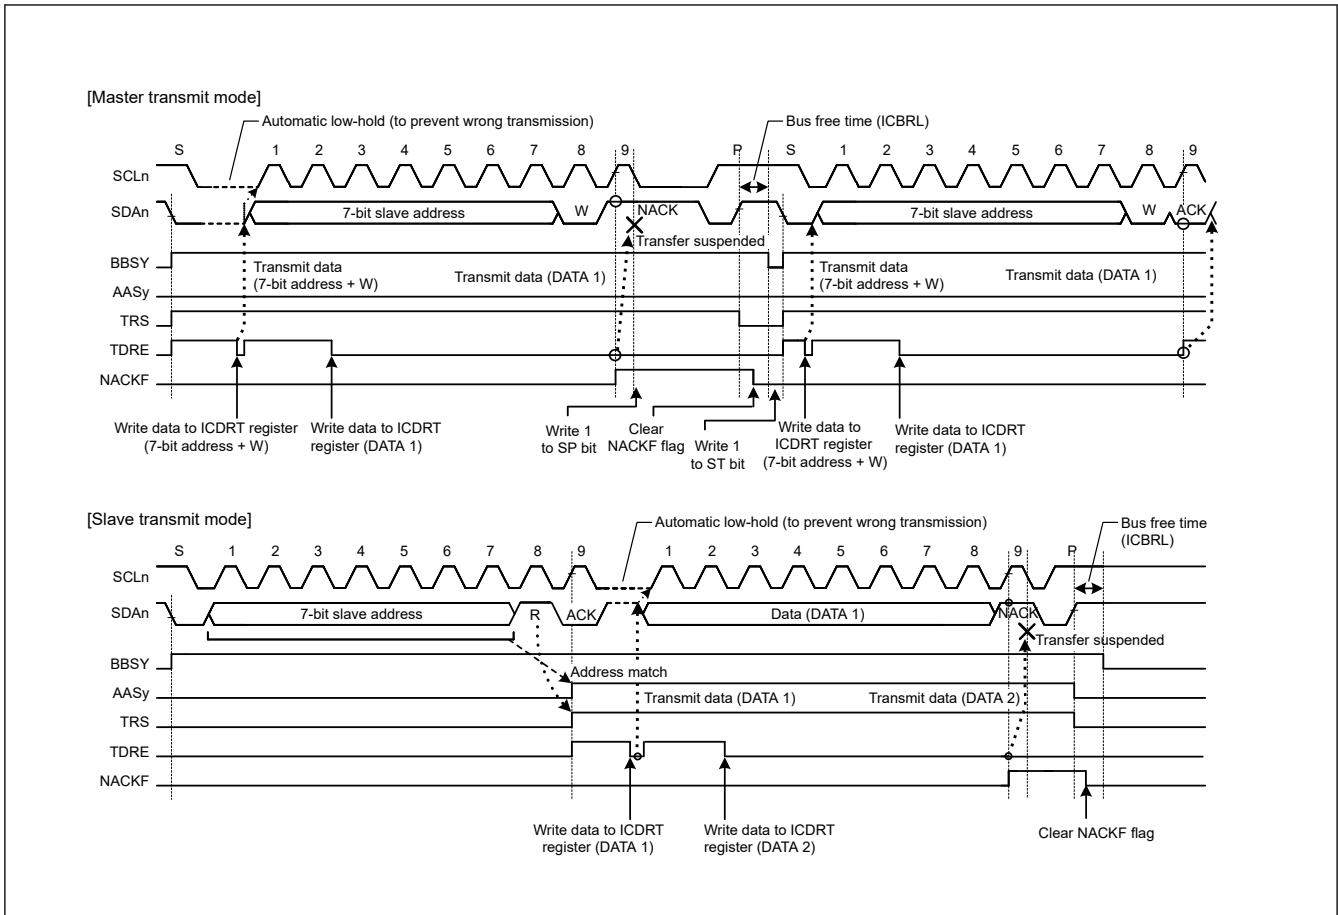 [Master transmit mode]
Automatic low-hold (to prevent wrong transmission)
Bus free time (ICBRL)
S 1 2 3 4 5 6 7 8 9 P S 1 2 3 4 5 6 7 8 9
SCLn
SDAn 7-bit slave address W NACK 7-bit slave address W ACK
Transfer suspended
BBSY
Transmit data
(7-bit address + W)
Transmit data (DATA 1)
Transmit data
(7-bit address + W)
Transmit data (DATA 1)
AASy
TRS
TDRE
NACKF
Write data to ICDRT register
(7-bit address + W)
Write data to ICDRT
register (DATA 1)
Write 1
to SP bit
Clear
NACKF flag
Write 1
to ST bit
Write data to
ICDRT register
(7-bit address + W)
Write data to ICDRT
register (DATA 1)
[Slave transmit mode]
Automatic low-hold (to prevent wrong transmission)
Bus free time
(ICBRL)
S 1 2 3 4 5 6 7 8 9 1 2 3 4 5 6 7 8 9 P
SCLn
SDAn 7-bit slave address R ACK Data (DATA 1) NACK
Transfer suspended
BBSY
Address match
AASy
Transmit data (DATA 1)
Transmit data (DATA 2)
TRS
TDRE
NACKF
Write data to ICDRT
register (DATA 1)
Write data to ICDRT
register (DATA 2)
Clear NACKF flag